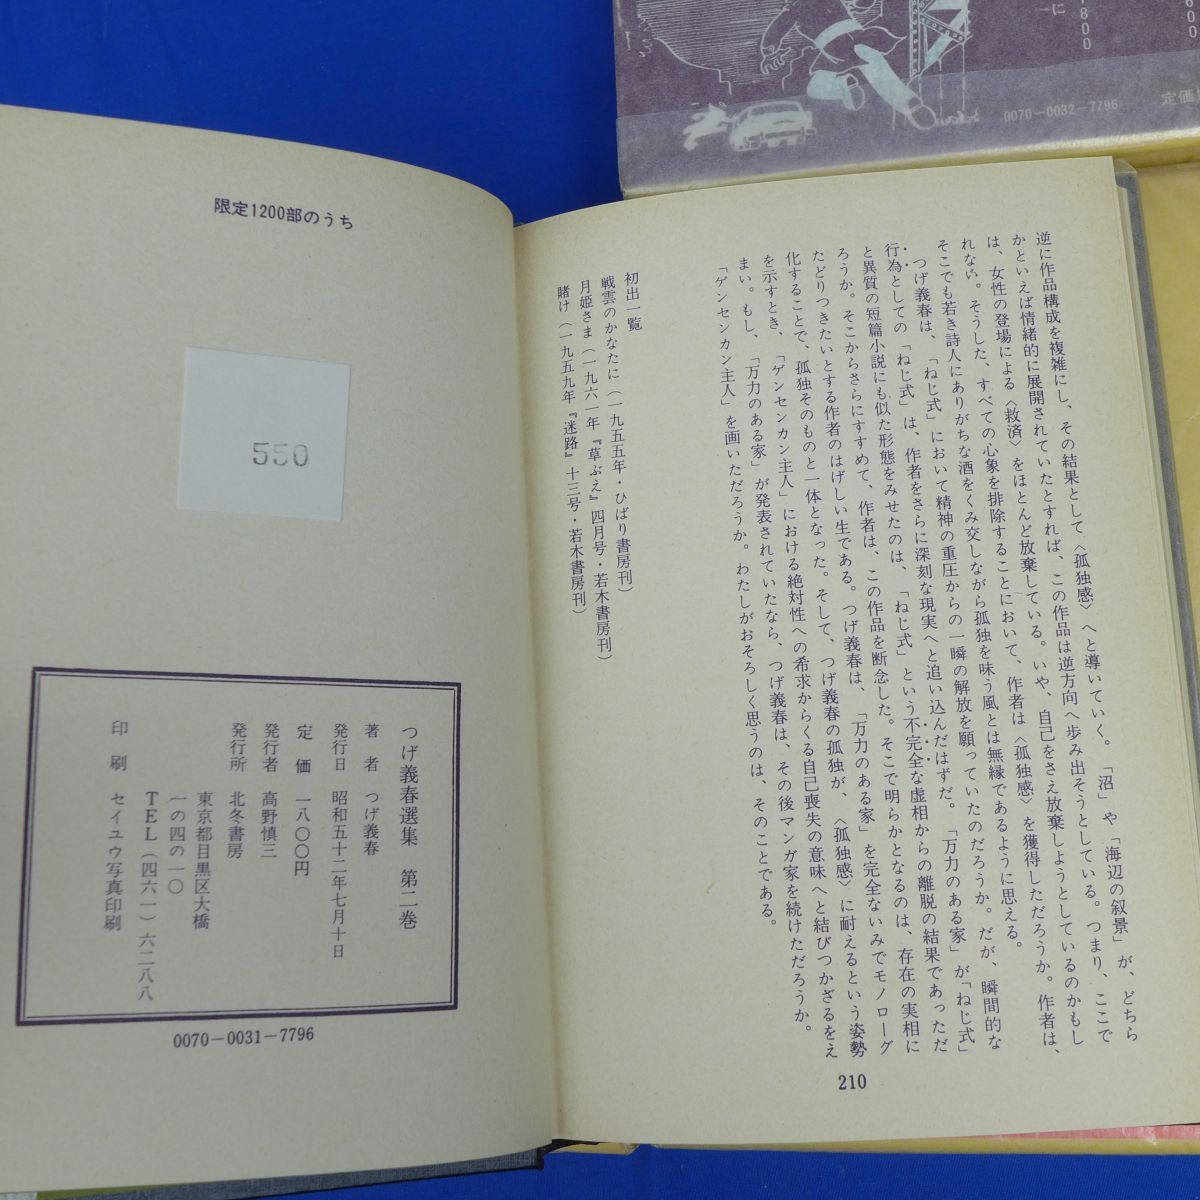 逆に作品構成を複雑にし、その結果として〈孤独感〉へと導いていく。「沼」や「海辺の叙景」が、どちら
かといえば情緒的に展開されていたとすれば、この作品は逆方向へ歩み出そうとしている。つまり、ここで
は、女性の登場による〈救済〉をほとんど放棄している。いや、自己をさえ放棄しようとしているのかもし
れない。そうした、すべての心象を排除することにおいて、作者は〈孤独感〉を獲得しただろうか。作者は、
そこでも若き詩人にありがちな酒をくみ交しながら孤独を味う風とは無縁であるように思える。
つげ義春は、「ねじ式」において精神の重圧からの一瞬の解放を願っていたのだろうか。だが、瞬間的な
行為としての「ねじ式」は、作者をさらに深刻な現実へと追い込んだはずだ。「万力のある家」が「ねじ式」
と異質の短篇小説にも似た形態をみせたのは、「ねじ式」という不完全な虚相からの離脱の結果であっただ
ろうか。そこからさらにすすめて、作者は、この作品を断念した。そこで明らかとなるのは、存在の実相に
たどりつきたいとする作者のはげしい生である。つげ義春は、「万力のある家」を完全ないみでモノローグ
化することで、孤独そのものと一体となった。そして、つげ義春の孤独が、〈孤独感〉に耐えるという姿勢
を示すとき、「ゲンセンカン主人」における絶対性への希求からくる自己喪失の意味へと結びつかざるをえ
まい。もし、「万力のある家」が発表されていたなら、つげ義春は、その後マンガ家を続けただろうか。
「ゲンセンカン主人」を画いただろうか。わたしがおそろしく思うのは、そのことである。
初出一覧
戦雲のかなたに（一九五五年・ひばり書房刊）
月姫さま（一九六一年『草ぶえ』四月号・若木書房刊）
賭け（一九五九年『迷路』十三号・若木書房刊）
210
限定1200部のうち
550
つげ義春選集 第二巻
著者 つげ義春
発行日 昭和五十二年七月十日
定価 一八〇〇円
発行者 高野慎三
発行所 北冬書房
東京都目黒区大橋
一の四の一〇
TEL（四六一）六二八八
印刷 セイユウ写真印刷
0070-0031-7796
0070-0032-7796
定価
に
800
600